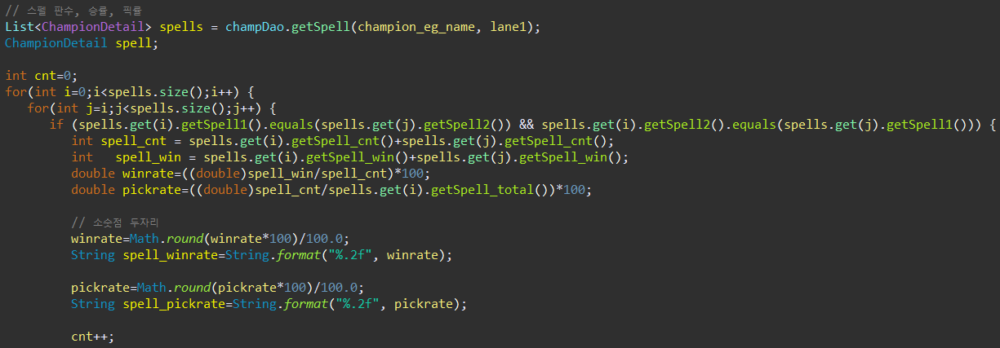 // 스펠 판수, 승률, 픽률
List<ChampionDetail> spells = champDao.getSpell(champion_eg_name, lane1);
ChampionDetail spell;

int cnt=0;
for(int i=0;i<spells.size();i++) {
   for(int j=i;j<spells.size();j++) {
      if (spells.get(i).getSpell1().equals(spells.get(j).getSpell2()) && spells.get(i).getSpell2().equals(spells.get(j).getSpell1())) {
         int spell_cnt = spells.get(i).getSpell_cnt()+spells.get(j).getSpell_cnt();
         int   spell_win = spells.get(i).getSpell_win()+spells.get(j).getSpell_win();
         double winrate=((double)spell_win/spell_cnt)*100;
         double pickrate=((double)spell_cnt/spells.get(i).getSpell_total())*100;

         // 소숫점 두자리
         winrate=Math.round(winrate*100)/100.0;
         String spell_winrate=String.format("%.2f", winrate);

         pickrate=Math.round(pickrate*100)/100.0;
         String spell_pickrate=String.format("%.2f", pickrate);

         cnt++;